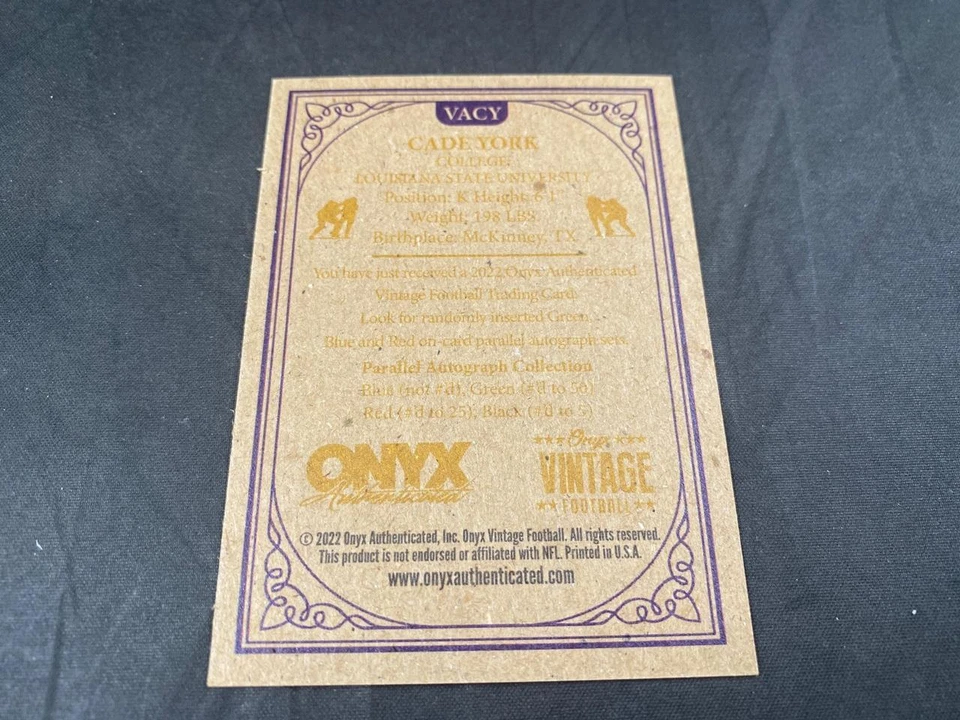 VACY
CADE YORK
COLLEGE:
LOUISIANA STATE UNIVERSITY
Position: K Height: 6'1"
Weight: 198 LBS
Birthplace: McKinney, TX
You have just received a 2022 Onyx Authenticated
Vintage Football Trading Card.
Look for randomly inserted Green,
Blue and Red on-card parallel autograph sets.
Parallel Autograph Collection
Blue (not #d), Green (#'d to 50)
Red (#'d to 25), Black (#'d to 5)
ONYX
Authenticated
Onyx
VINTAGE
FOOTBALL
© 2022 Onyx Authenticated, Inc. Onyx Vintage Football. All rights reserved.
This product is not endorsed or affiliated with NFL. Printed in U.S.A.
www.onyxauthenticated.com